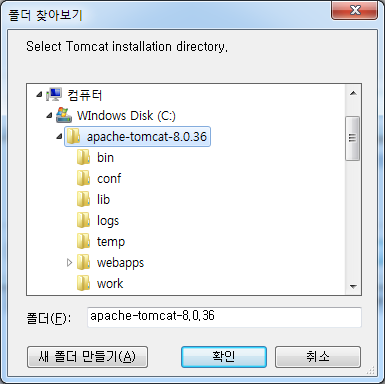 폴더 찾아보기
Select Tomcat installation directory.
컴퓨터
WIndows Disk (C:)
apache-tomcat-8.0.36
bin
conf
lib
logs
temp
webapps
work
폴더(F): apache-tomcat-8.0.36
새 폴더 만들기(A) 확인 취소